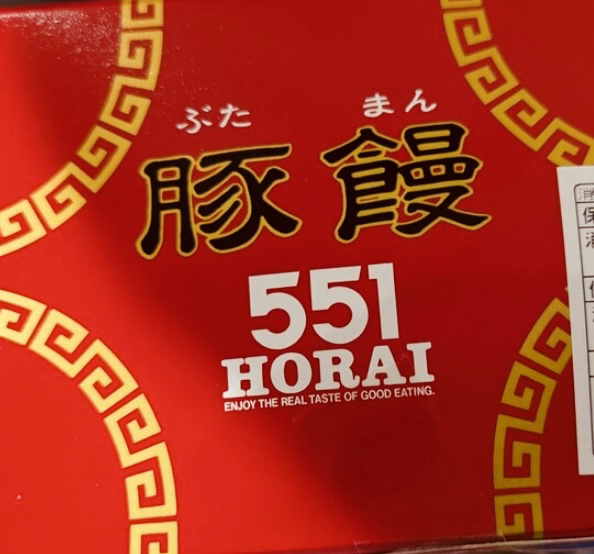 ぶた まん
豚饅
551
HORAI
ENJOY THE REAL TASTE OF GOOD EATING.